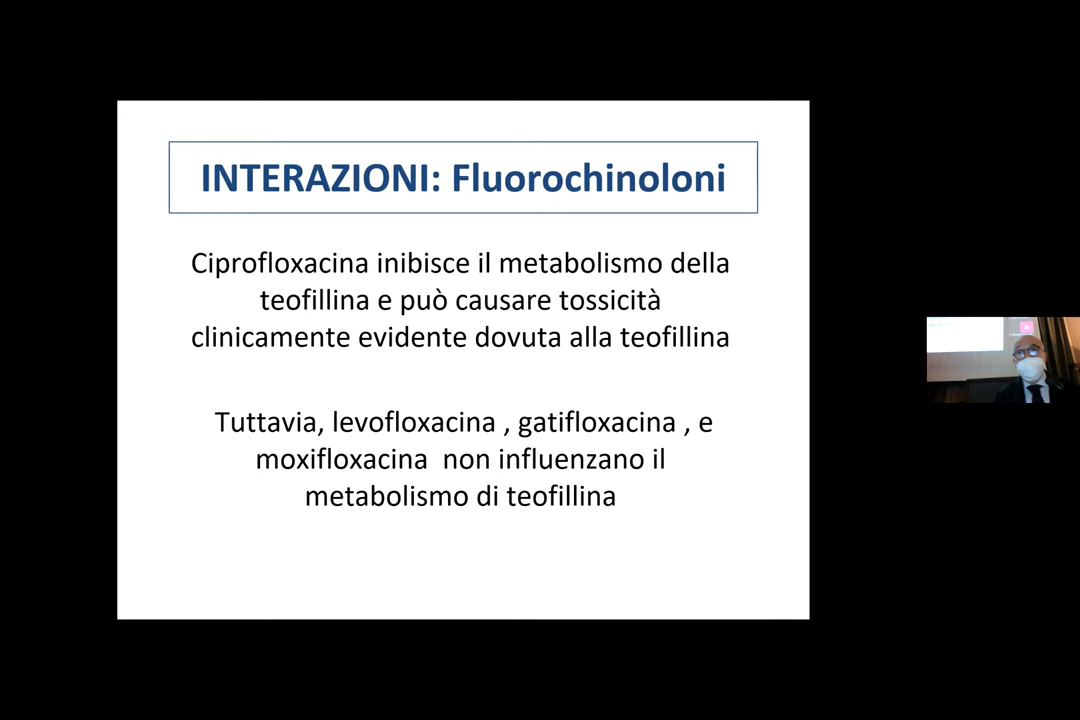 INTERAZIONI: Fluorochinoloni
Ciprofloxacina inibisce il metabolismo della
teofillina e può causare tossicità
clinicamente evidente dovuta alla teofillina
Tuttavia, levofloxacina , gatifloxacina , e
moxifloxacina non influenzano il
metabolismo di teofillina